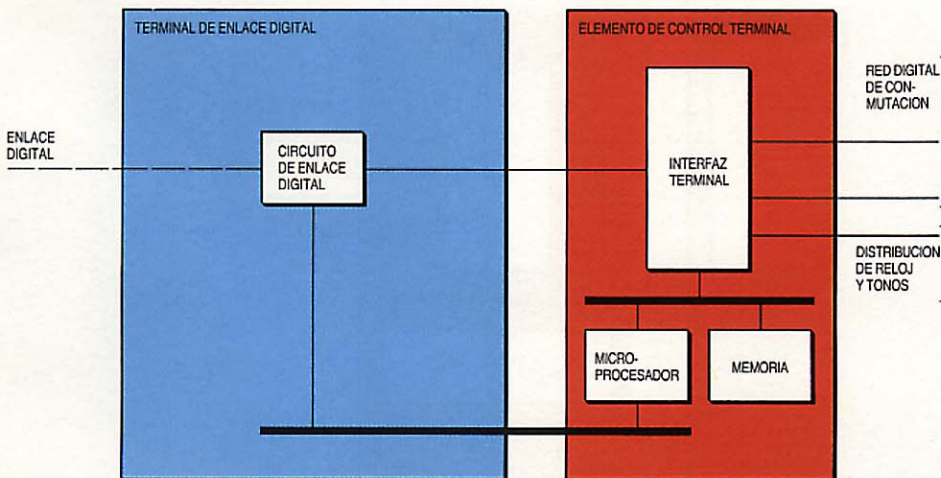 TERMINAL DE ENLACE DIGITAL
ELEMENTO DE CONTROL TERMINAL
RED DIGITAL
DE CON-
MUTACION
ENLACE
DIGITAL
CIRCUITO
DE ENLACE
DIGITAL
INTERFAZ
TERMINAL
DISTRIBUCION
DE RELOJ
Y TONOS
MICRO-
PROCESADOR
MEMORIA